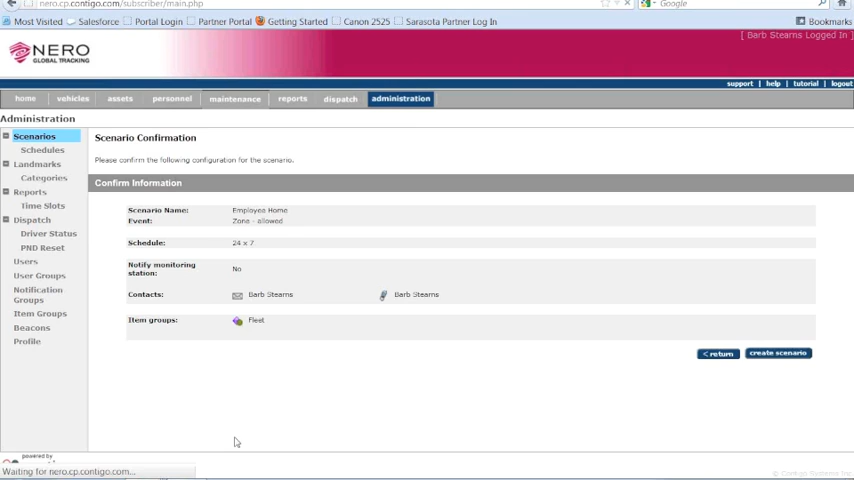 nero.cp.contigo.com/subscriber/main.php
Google
Most Visited Salesforce Portal Login Partner Portal Getting Started Canon 2525 Sarasota Partner Log In Bookmarks
[ Barb Stearns Logged In ]
NERO
GLOBAL TRACKING
support | help | tutorial | logout
home vehicles assets personnel maintenance reports dispatch administration
Administration
Scenarios
Schedules
Landmarks
Categories
Reports
Time Slots
Dispatch
Driver Status
PND Reset
Users
User Groups
Notification
Groups
Item Groups
Beacons
Profile
Scenario Confirmation
Please confirm the following configuration for the scenario.
Confirm Information
Scenario Name: Employee Home
Event: Zone - allowed
Schedule: 24 x 7
Notify monitoring
station: No
Contacts: Barb Stearns Barb Stearns
Item groups: Fleet
< return create scenario
powered by
Waiting for nero.cp.contigo.com...
© Contigo Systems Inc.